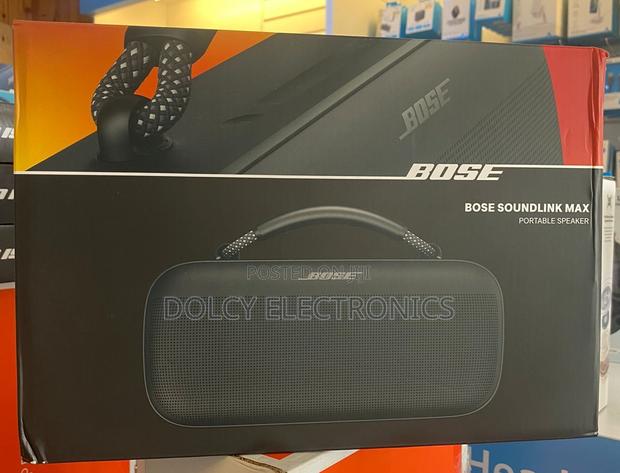 BOSE
BOSE
BOSE SOUNDLINK MAX
PORTABLE SPEAKER
POSTED ON JIJI
BOSE
DOLCY ELECTRONICS